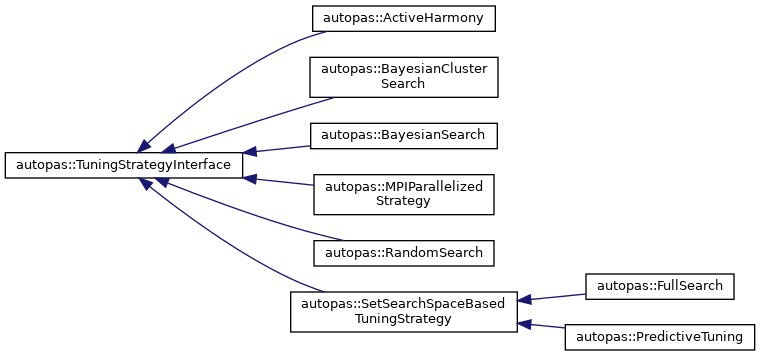 autopas::ActiveHarmony
autopas::BayesianCluster
Search
autopas::BayesianSearch
autopas::TuningStrategyInterface
autopas::MPIParallelized
Strategy
autopas::RandomSearch
autopas::SetSearchSpaceBased
TuningStrategy
autopas::FullSearch
autopas::PredictiveTuning